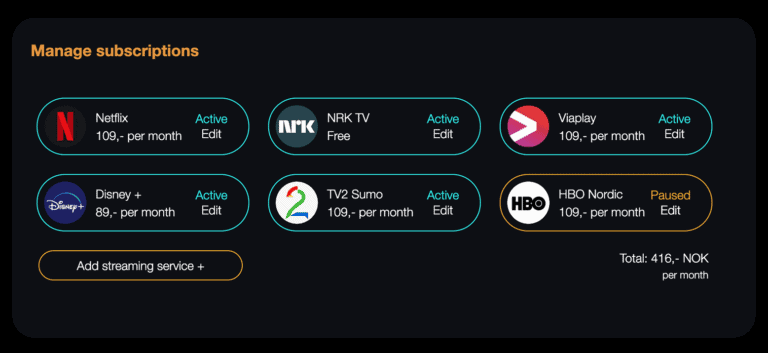 Manage subscriptions
Netflix
Active
109,- per month
Edit
NRK TV
Active
Free
Edit
Viaplay
Active
109,- per month
Edit
Disney +
Active
89,- per month
Edit
TV2 Sumo
Active
109,- per month
Edit
HBO Nordic
Paused
109,- per month
Edit
N
nrk
Disney+
2
HBO
Add streaming service +
Total: 416,- NOK
per month